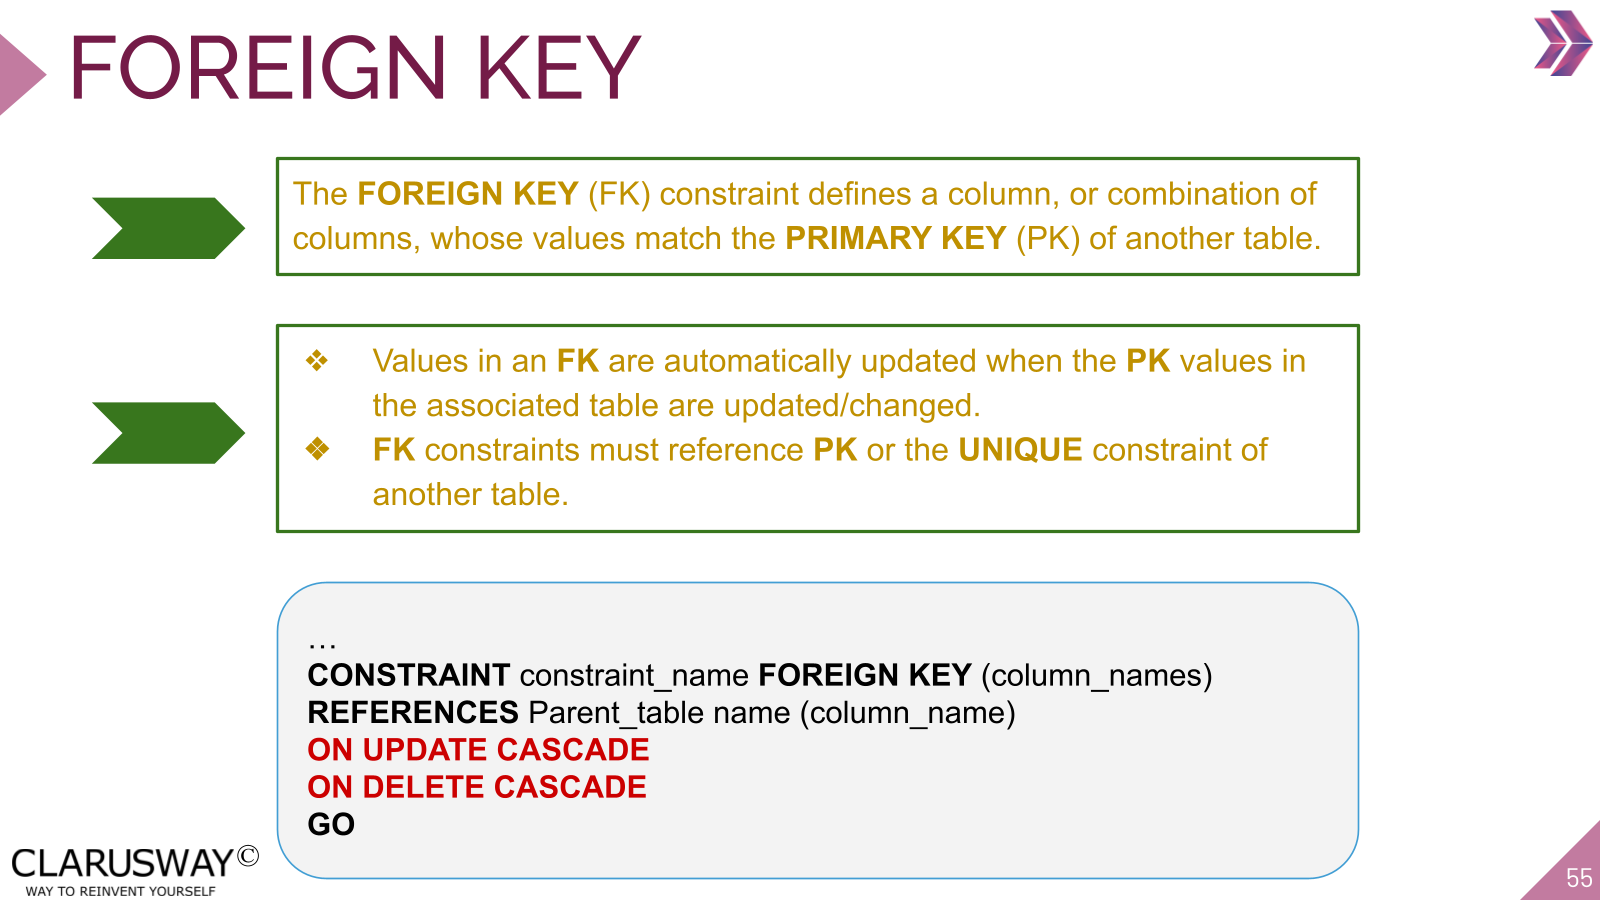 FOREIGN KEY
The FOREIGN KEY (FK) constraint defines a column, or combination of
columns, whose values match the PRIMARY KEY (PK) of another table.
❖ Values in an FK are automatically updated when the PK values in
the associated table are updated/changed.
❖ FK constraints must reference PK or the UNIQUE constraint of
another table.
…
CONSTRAINT constraint_name FOREIGN KEY (column_names)
REFERENCES Parent_table name (column_name)
ON UPDATE CASCADE
ON DELETE CASCADE
GO
CLARUSWAY©
WAY TO REINVENT YOURSELF
55